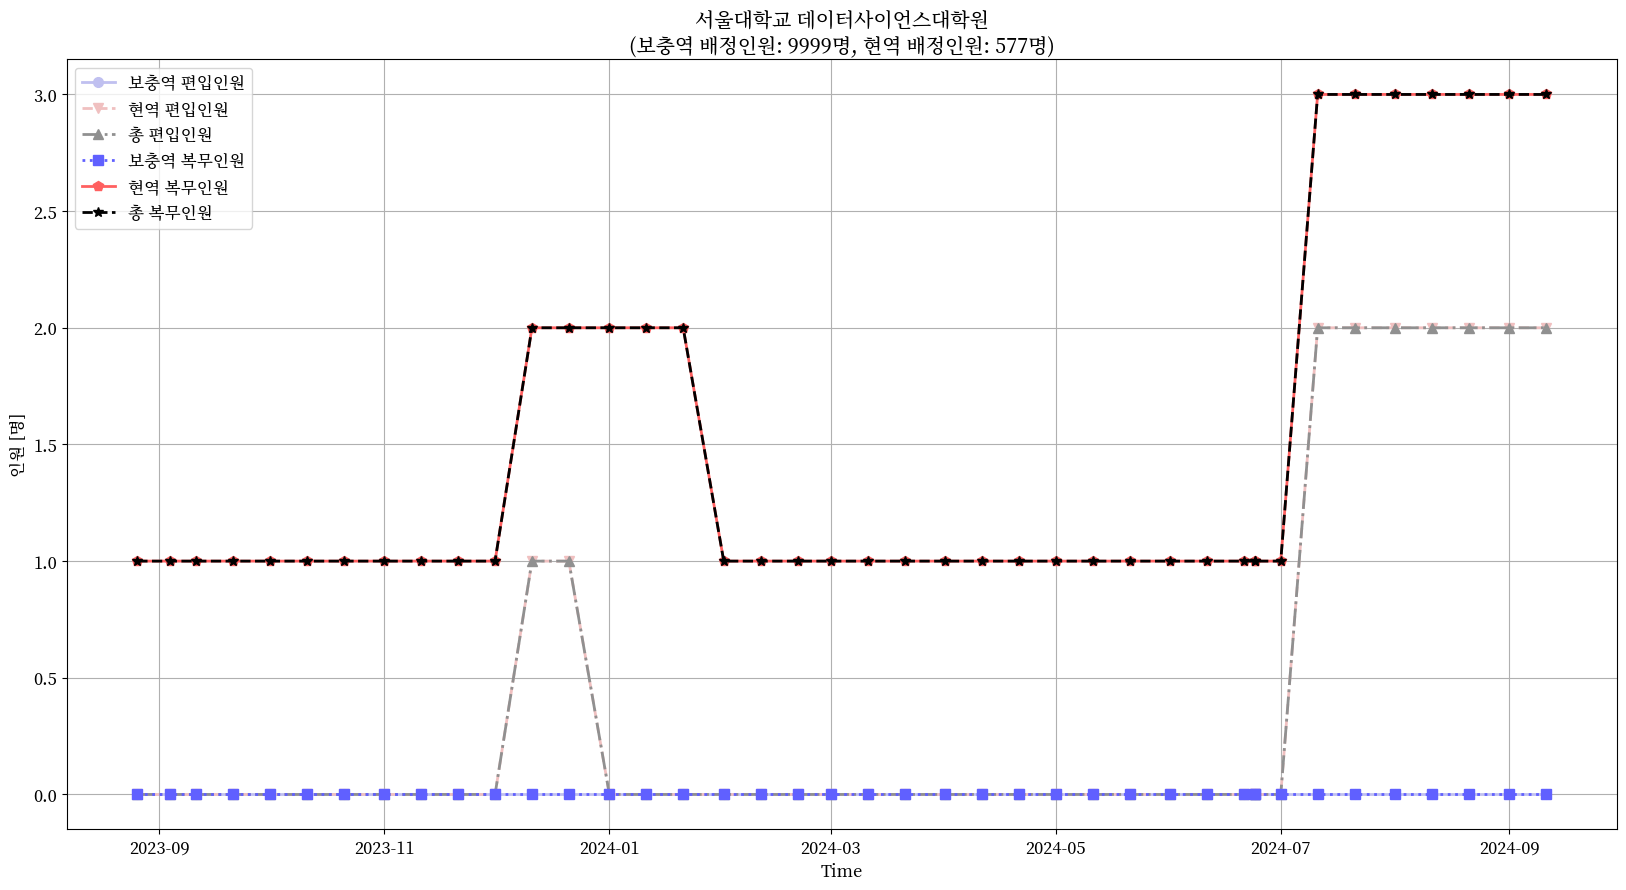 서울대학교 데이터사이언스대학원
(보충역 배정인원: 9999명, 현역 배정인원: 577명)
보충역 편입인원
현역 편입인원
총 편입인원
보충역 복무인원
현역 복무인원
총 복무인원
인원 [명]
3.0
2.5
2.0
1.5
1.0
0.5
0.0
2023-09
2023-11
2024-01
2024-03
2024-05
2024-07
2024-09
Time